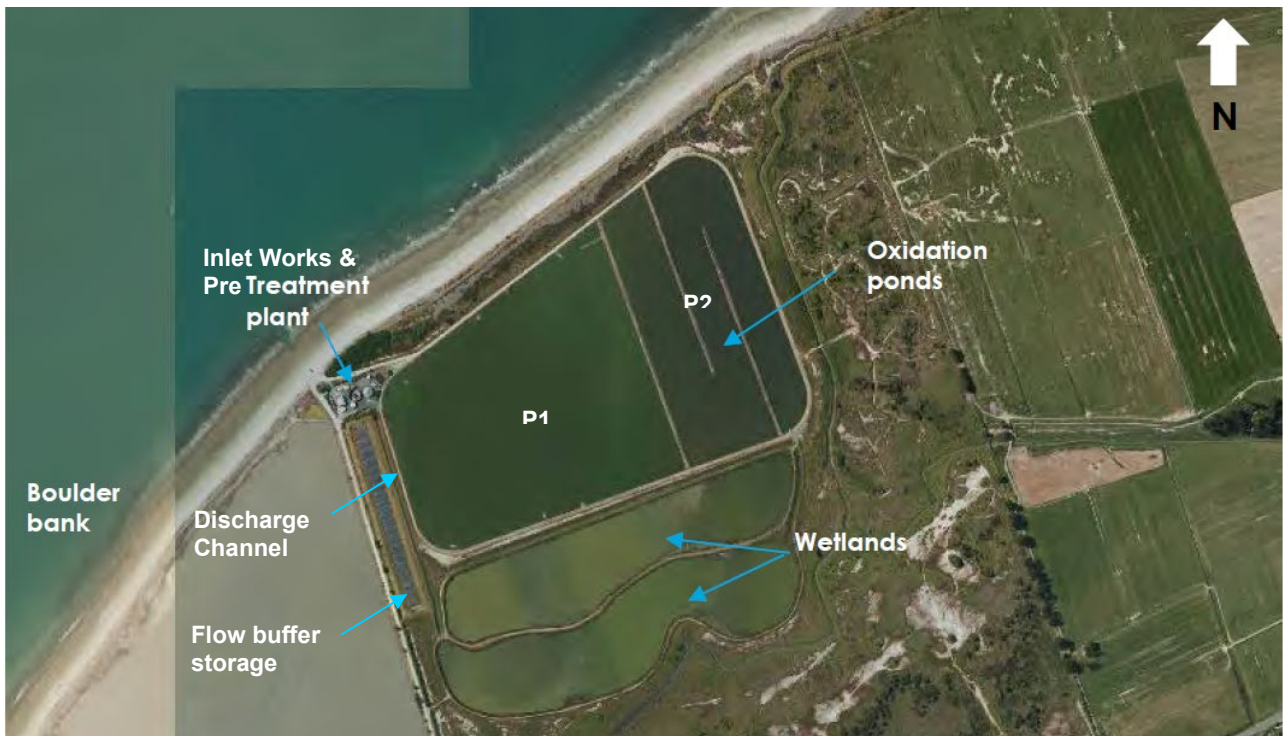 N
Inlet Works &
Pre Treatment
plant
Oxidation
ponds
P2
P1
Boulder
bank
Discharge
Channel
Wetlands
Flow buffer
storage